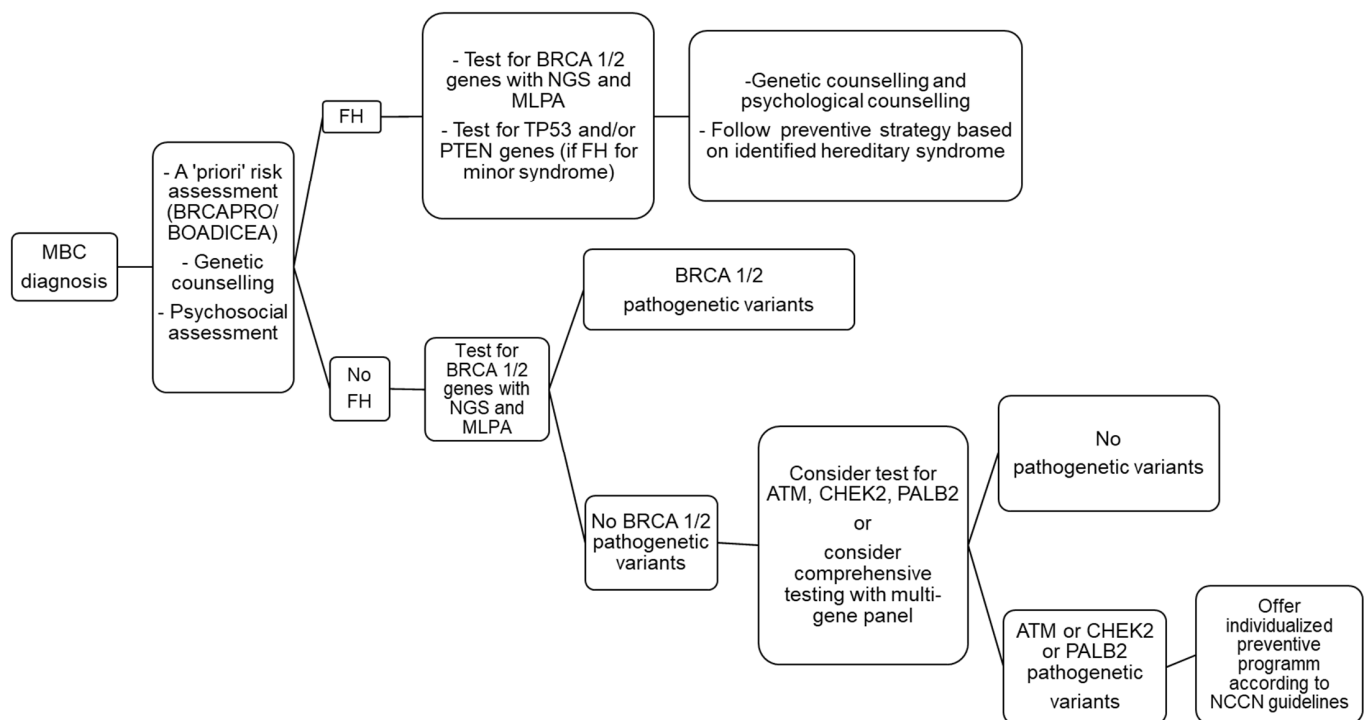 MBC
diagnosis
- A 'priori' risk
assessment
(BRCAPRO/
BOADICEA)
- Genetic
counselling
- Psychosocial
assessment
FH
- Test for BRCA 1/2
genes with NGS and
MLPA
- Test for TP53 and/or
PTEN genes (if FH for
minor syndrome)
-Genetic counselling and
psychological counselling
- Follow preventive strategy based
on identified hereditary syndrome
No
FH
Test for
BRCA 1/2
genes with
NGS and
MLPA
BRCA 1/2
pathogenetic variants
No BRCA 1/2
pathogenetic
variants
Consider test for
ATM, CHEK2, PALB2
or
consider
comprehensive
testing with multi-
gene panel
No
pathogenetic variants
ATM or CHEK2
or PALB2
pathogenetic
variants
Offer
individualized
preventive
programm
according to
NCCN guidelines